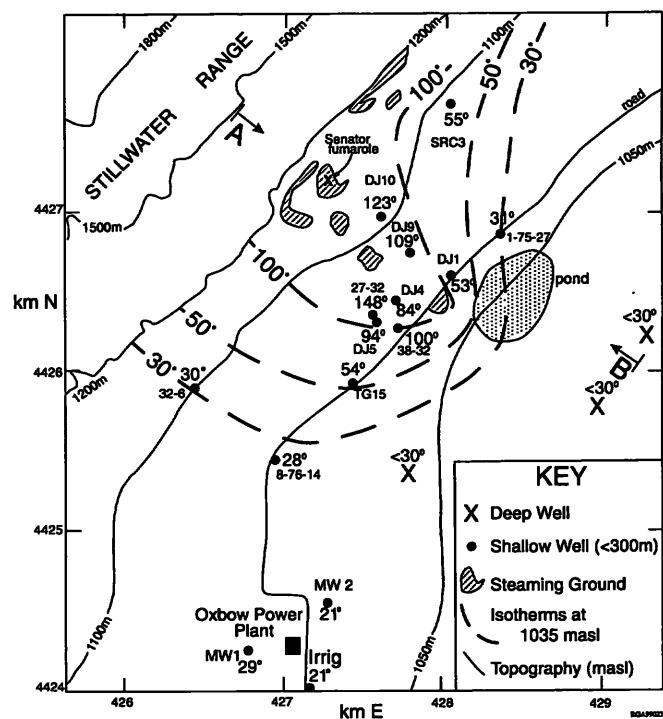 1800m
1500m
1200m
1100m
STILLWATER RANGE
A
100°
50°
30°
road
1050m
55°
SRC3
Senator
fumarole
DJ10
123°
4427
1500m
DJ9
109°
31°
1-75-27
DJ1
53°
pond
km N
100°
27-32
148°
DJ4
84°
94°
DJ5
100°
38-32
<30°
50°
30°
30°
32-6
4426
1200m
54°
TG15
B
<30°
28°
8-76-14
<30°
4425
KEY
X Deep Well
Shallow Well (<300m)
Steaming Ground
Isotherms at
1035 masl
Topography (masl)
MW 2
21°
Oxbow Power
Plant
MW1
29°
Irrig
21°
1100m
1050m
4424
426
427
428
429
km E